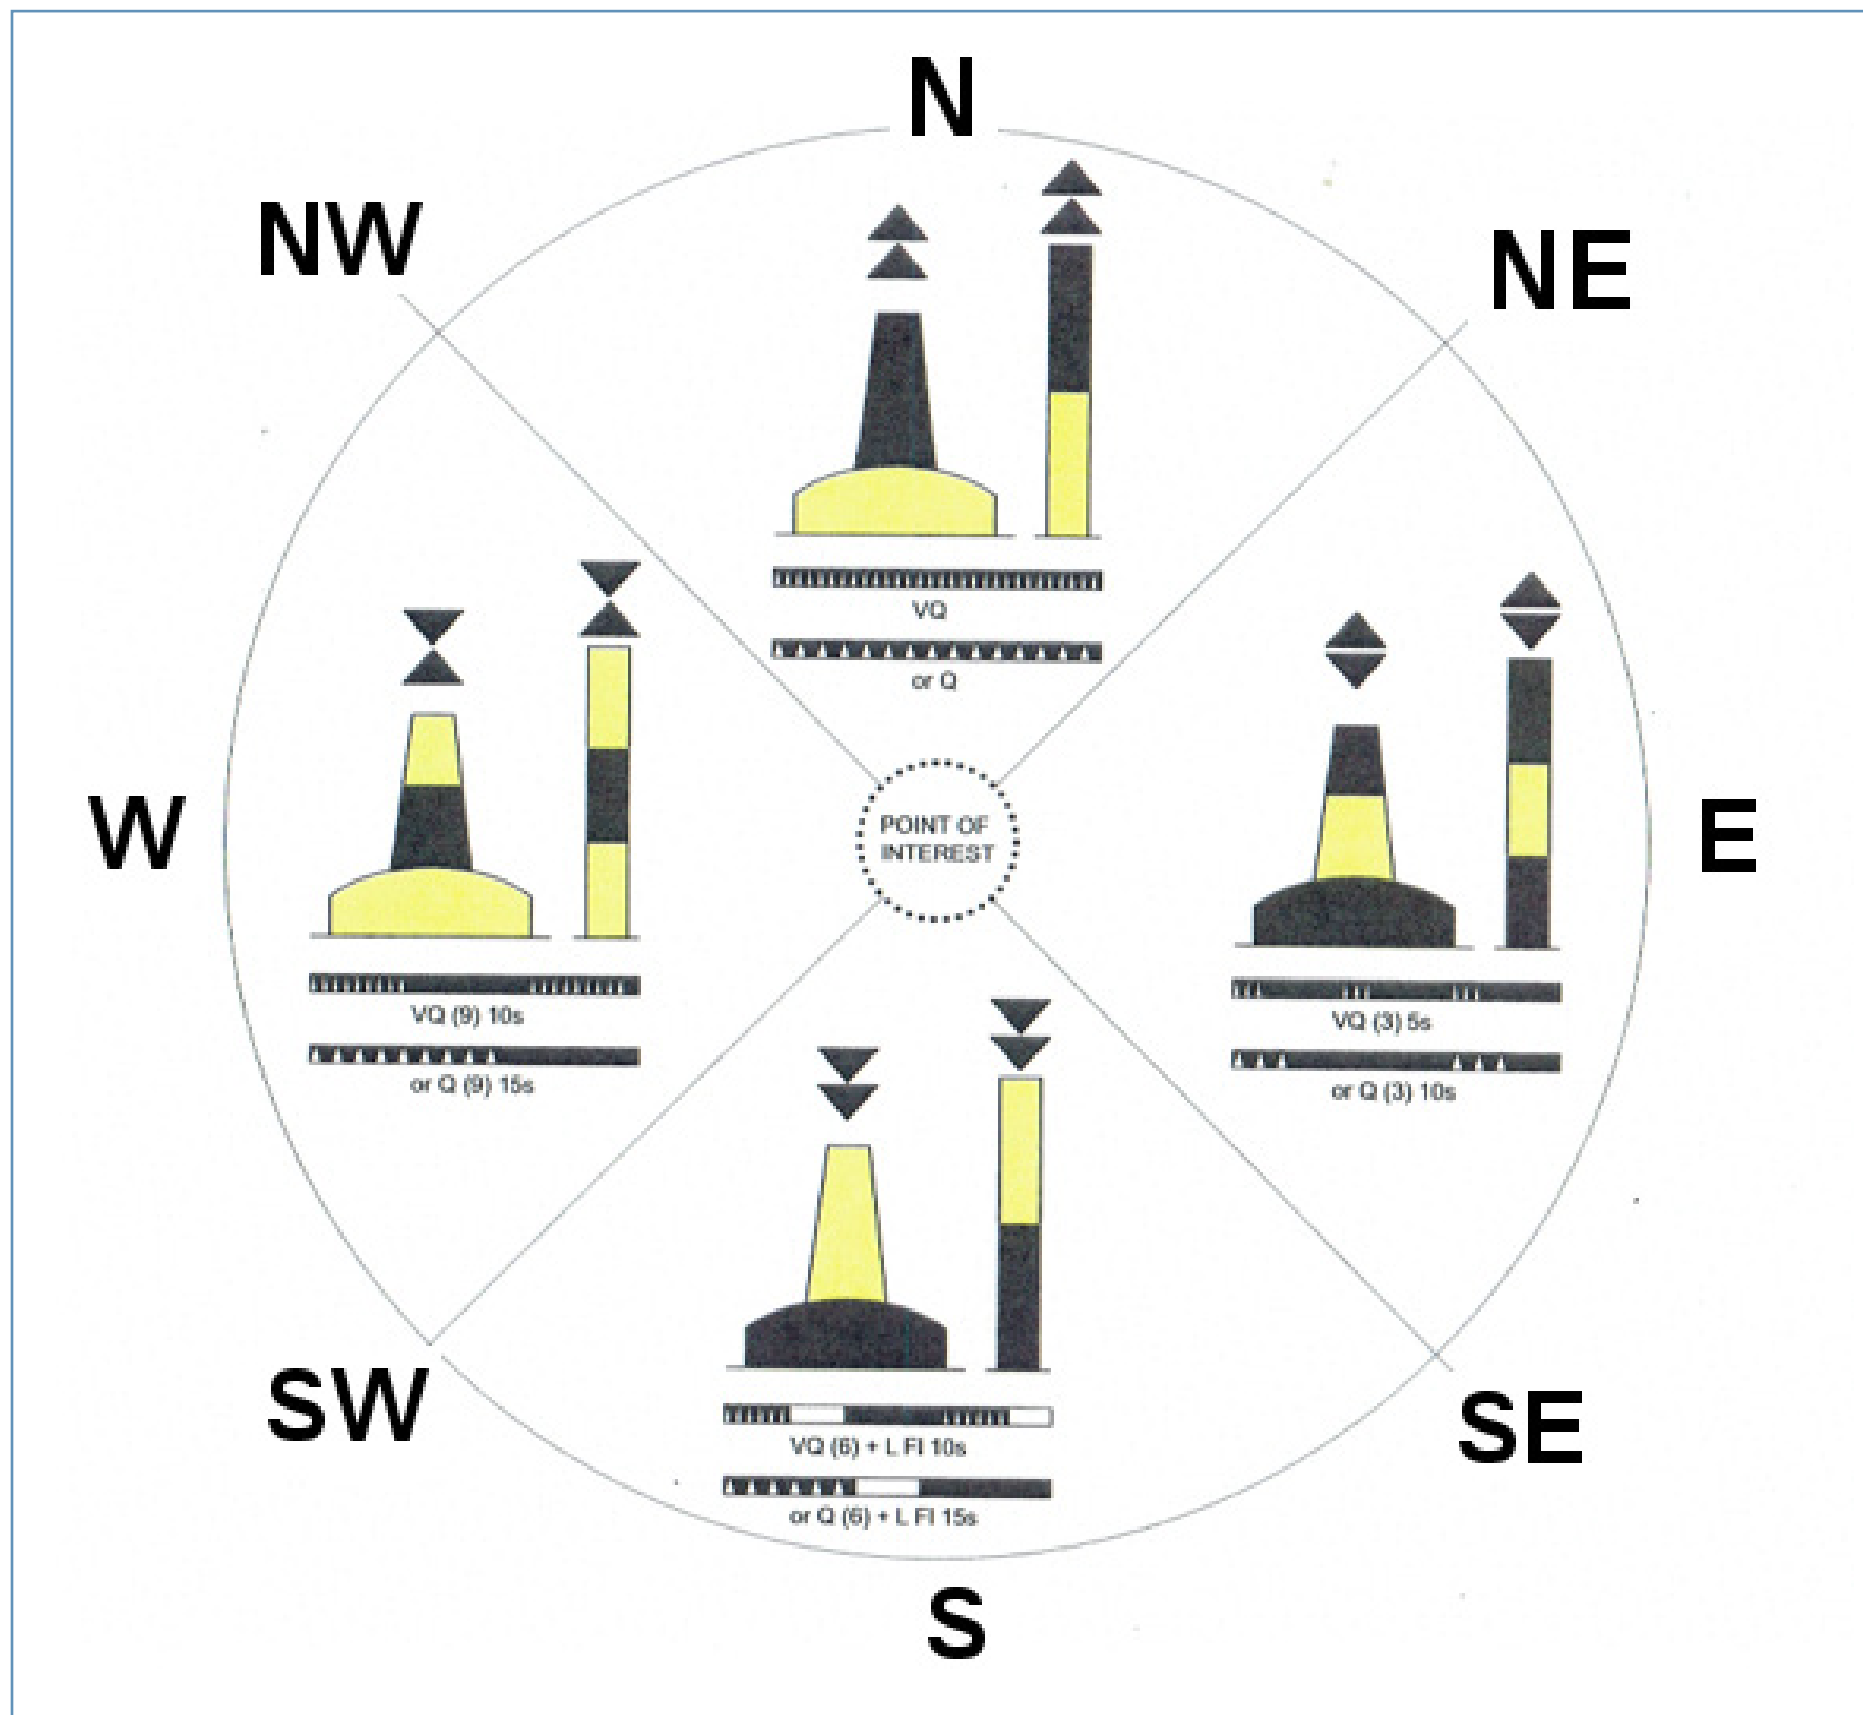 N
NW
NE
VQ
or Q
W
POINT OF
INTEREST
E
VQ (9) 10s
or Q (9) 15s
VQ (3) 5s
or Q (3) 10s
SW
SE
VQ (6) + L Fl 10s
or Q (6) + L Fl 15s
S